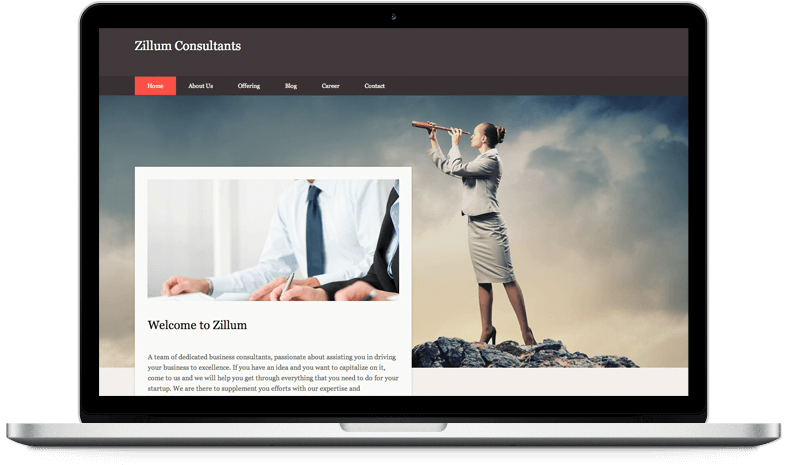 Zillum Consultants
Home About Us Offering Blog Career Contact
Welcome to Zillum
A team of dedicated business consultants, passionate about assisting you in driving
your business to excellence. If you have an idea and you want to capitalize on it,
come to us and we will help you get through everything that you need to do for your
startup. We are there to supplement you efforts with our expertise and